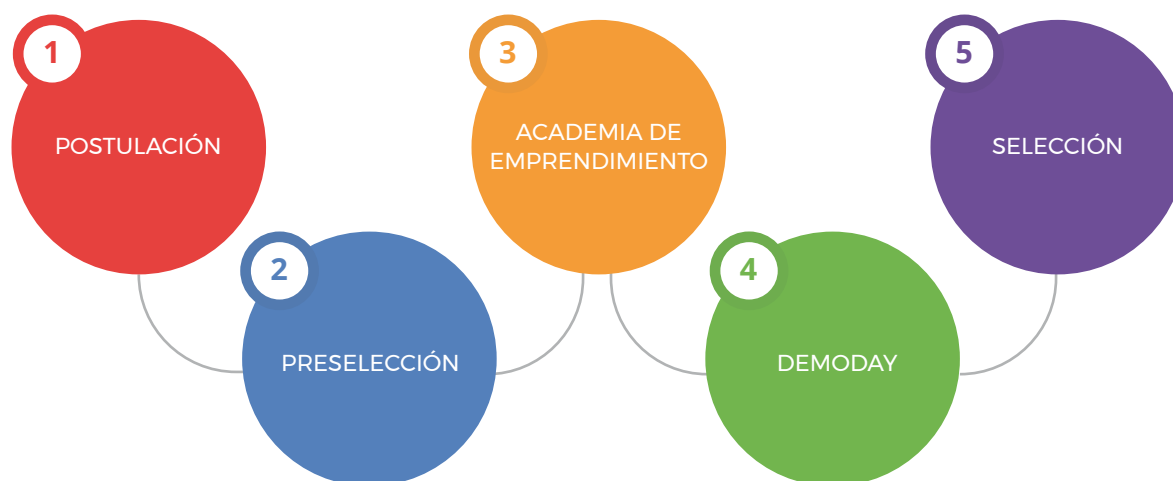 1
POSTULACIÓN
2
PRESELECCIÓN
3
ACADEMIA DE
EMPRENDIMIENTO
4
DEMODAY
5
SELECCIÓN